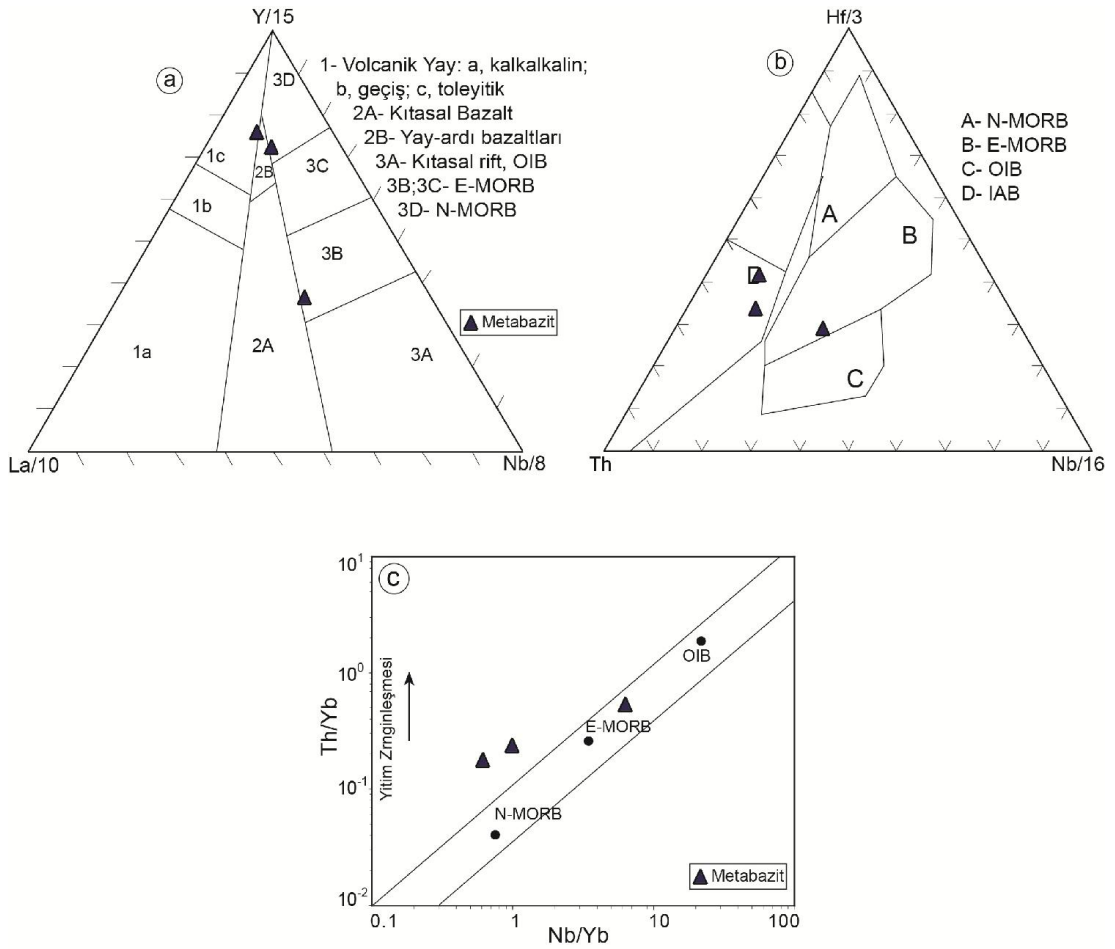 Y/15
a
1- Volcanik Yay: a, kalkalkalin;
b, geçiş; c, toleyitik
2A- Kıtasal Bazalt
2B- Yay-ardı bazaltları
3A- Kıtasal rift, OIB
3B;3C- E-MORB
3D- N-MORB
3D
1c
2B
3C
1b
3B
Metabazit
1a
2A
3A
La/10
Nb/8
Hf/3
b
A- N-MORB
B- E-MORB
C- OIB
D- IAB
A
B
D
C
Th
Nb/16
c
10¹
10⁰
10⁻¹
10⁻²
Th/Yb
Yitim Zrnginleşmesi
OIB
E-MORB
N-MORB
Metabazit
0.1
1
10
100
Nb/Yb